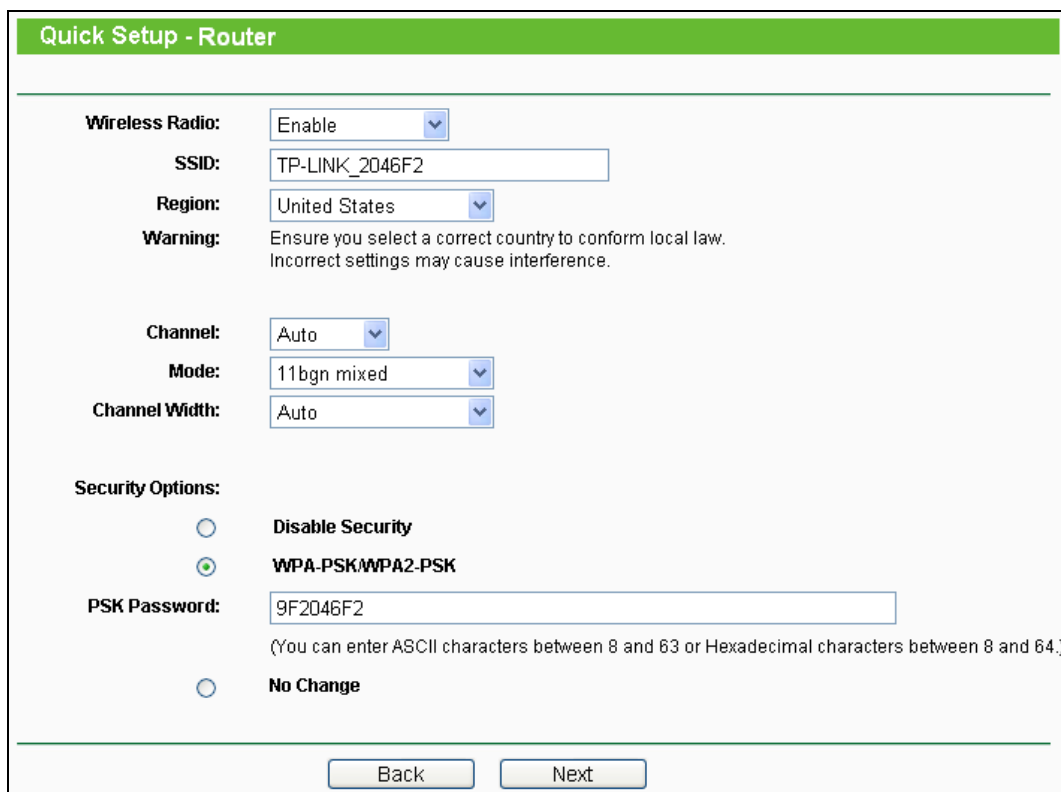 Quick Setup - Router
Wireless Radio: Enable
SSID: TP-LINK_2046F2
Region: United States
Warning: Ensure you select a correct country to conform local law.
Incorrect settings may cause interference.
Channel: Auto
Mode: 11bgn mixed
Channel Width: Auto
Security Options:
Disable Security
WPA-PSK/WPA2-PSK
PSK Password: 9F2046F2
(You can enter ASCII characters between 8 and 63 or Hexadecimal characters between 8 and 64.)
No Change
Back Next